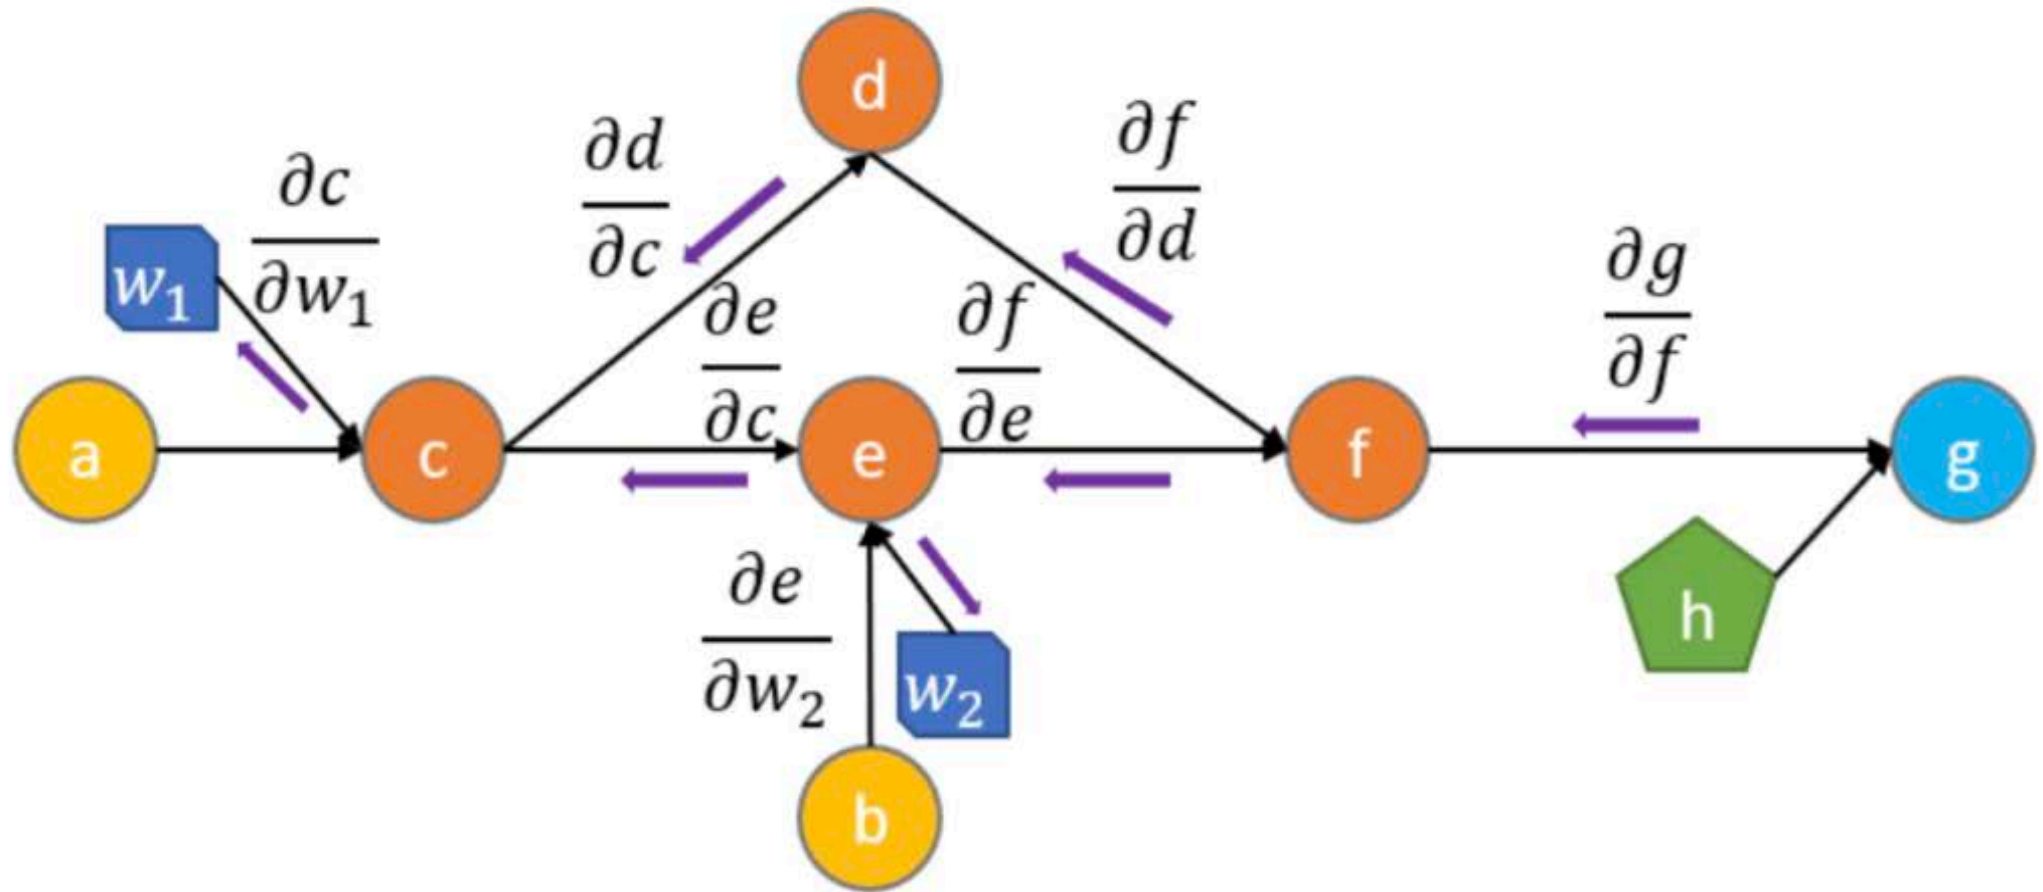 d
∂d/∂c
∂f/∂d
∂c/∂w₁
w₁
∂e/∂c
∂f/∂e
∂g/∂f
a
c
e
f
g
∂e/∂w₂
w₂
h
b